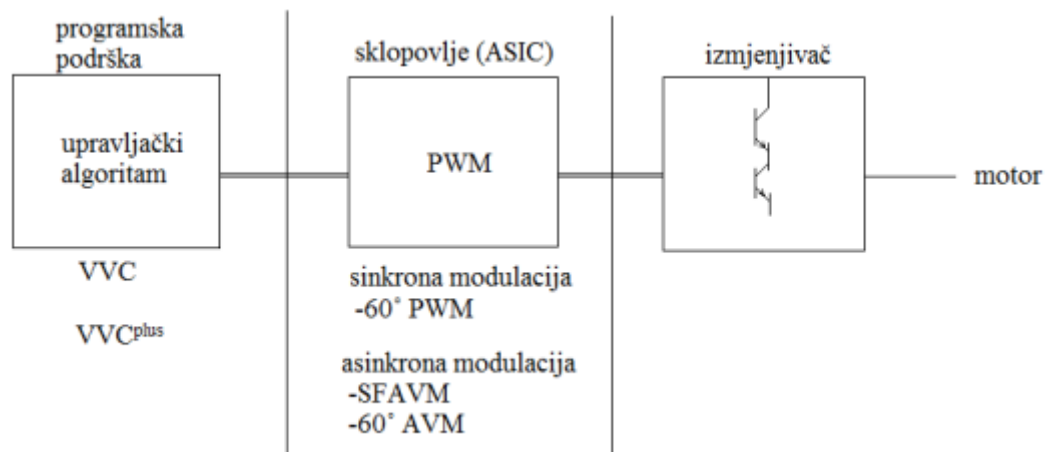 programska
podrška
upravljački
algoritam
VVC
VVCplus
sklopovlje (ASIC)
PWM
sinkrona modulacija
-60˚ PWM
asinkrona modulacija
-SFAVM
-60˚ AVM
izmjenjivač
motor